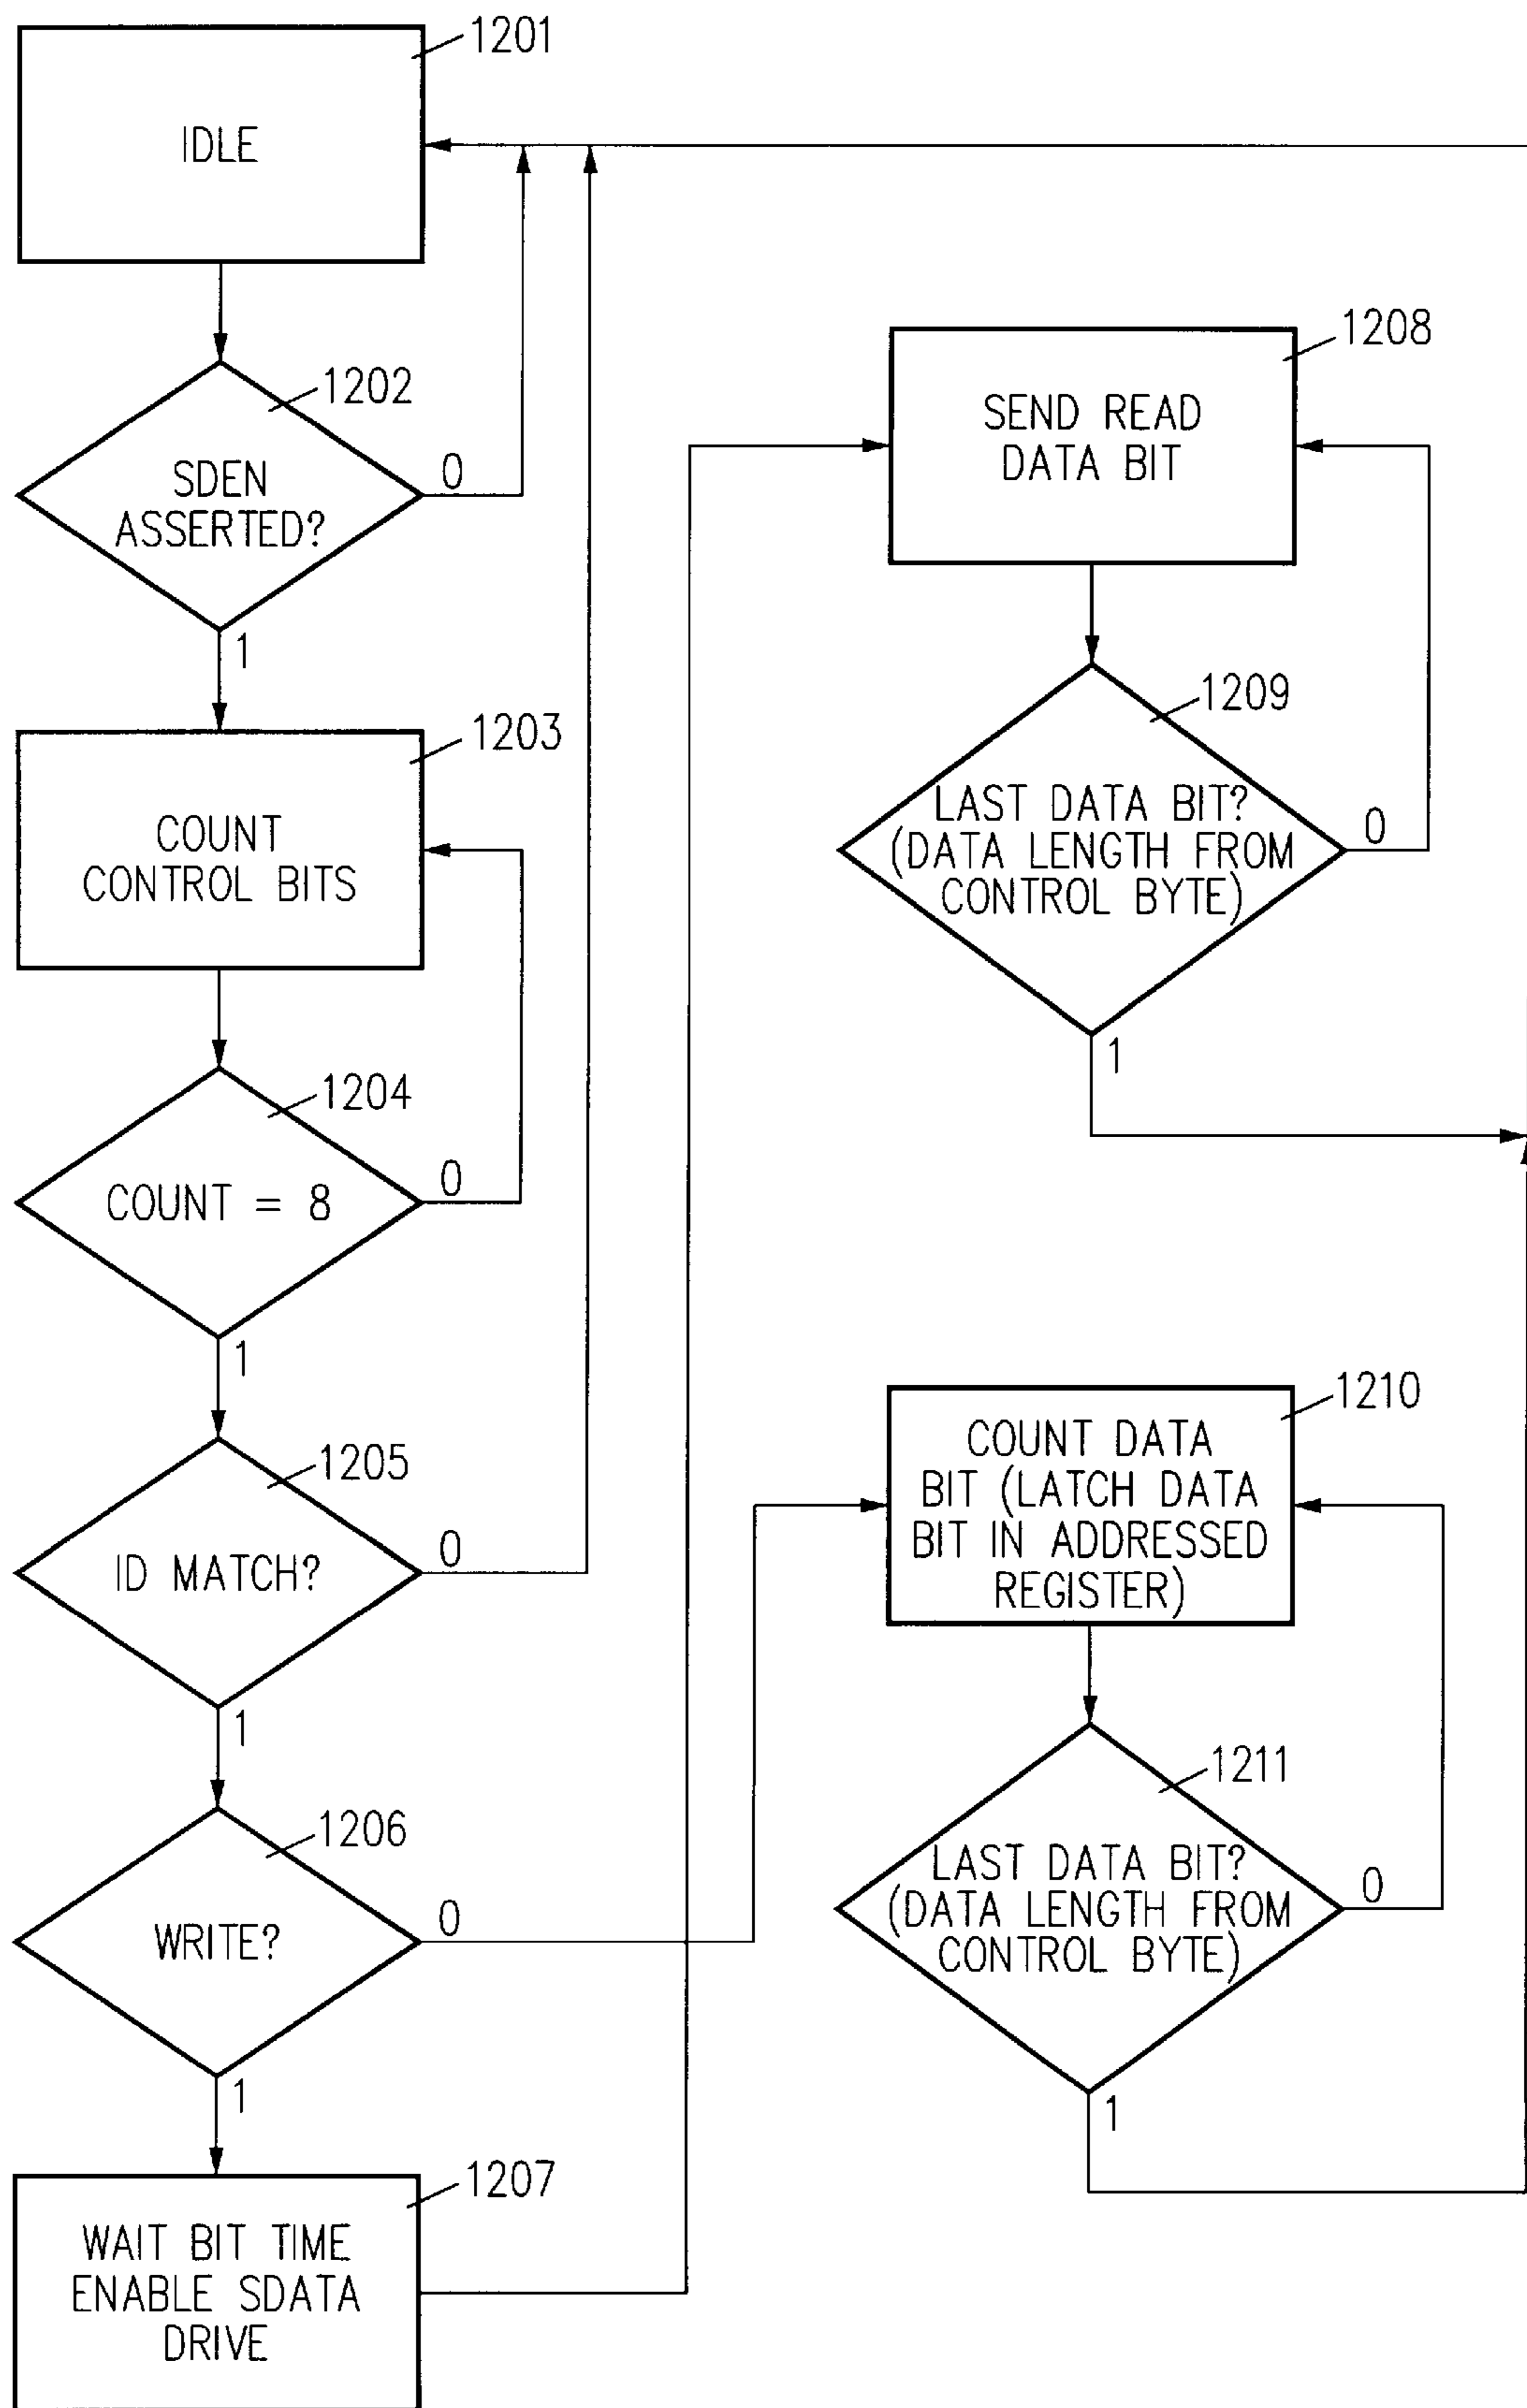 1201
IDLE
1202
SDEN
ASSERTED?
0
1
1203
COUNT
CONTROL BITS
1204
COUNT = 8
0
1
1205
ID MATCH?
0
1
1206
WRITE?
0
1
1207
WAIT BIT TIME
ENABLE SDATA
DRIVE
1208
SEND READ
DATA BIT
1209
LAST DATA BIT?
(DATA LENGTH FROM
CONTROL BYTE)
0
1
1210
COUNT DATA
BIT (LATCH DATA
BIT IN ADDRESSED
REGISTER)
1211
LAST DATA BIT?
(DATA LENGTH FROM
CONTROL BYTE)
0
1